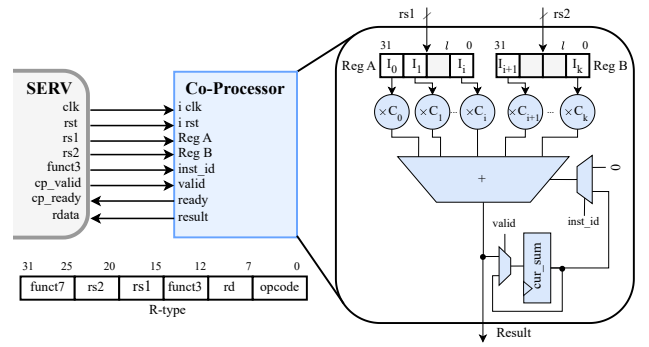 SERV
clk
rst
rs1
rs2
funct3
cp_valid
cp_ready
rdata
Co-Processor
i clk
i rst
Reg A
Reg B
inst_id
valid
ready
result
31 25 20 15 12 7 0
funct7 rs2 rs1 funct3 rd opcode
R-type
rs1 rs2
31 l 0 31 l 0
Reg A I0 I1 Ii Ii+1 Ik Reg B
×C0 ×C1 ... ×Ci ×Ci+1 ... ×Ck
+
0
inst_id
valid
cur_sum
Result